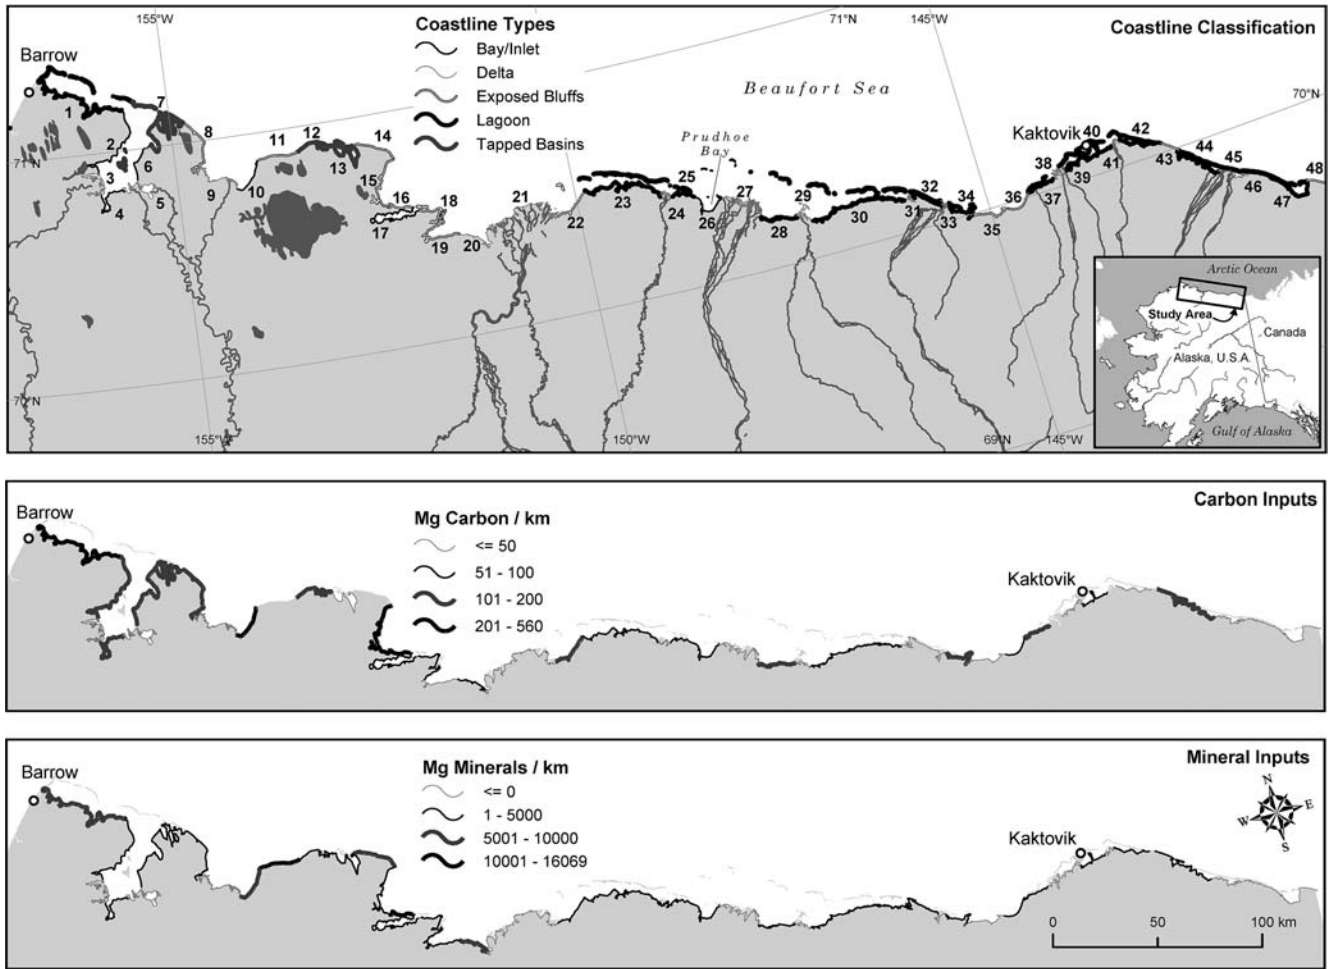 155°W
71°N
145°W
Coastline Types
Coastline Classification
Barrow
Bay/Inlet
Delta
Exposed Bluffs
Lagoon
Tapped Basins
Beaufort Sea
70°N
Prudhoe
Bay
Kaktovik
1
2
3
4
5
6
7
8
9
10
11
12
13
14
15
16
17
18
19
20
21
22
23
24
25
26
27
28
29
30
31
32
33
34
35
36
37
38
39
40
41
42
43
44
45
46
47
48
71°N
70°N
155°W
150°W
69°N
145°W
Arctic Ocean
Study Area
Canada
Alaska, U.S.A.
Gulf of Alaska
Carbon Inputs
Barrow
Mg Carbon / km
<= 50
51 - 100
101 - 200
201 - 560
Kaktovik
Mineral Inputs
Barrow
Mg Minerals / km
<= 0
1 - 5000
5001 - 10000
10001 - 16069
Kaktovik
N
E
W
S
0
50
100 km